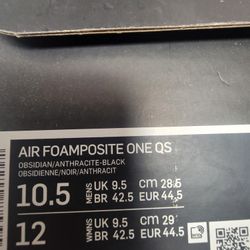 AIR FOAMPOSITE ONE QS
OBSIDIAN/ANTHRACITE-BLACK
OBSIDIENNE/NOIR/ANTHRACIT
10.5 MENS UK 9.5 CM 28.5
BR 42.5 EUR 44.5
12 WMNS UK 9.5 CM 29
BR 42.5 EUR 44.5